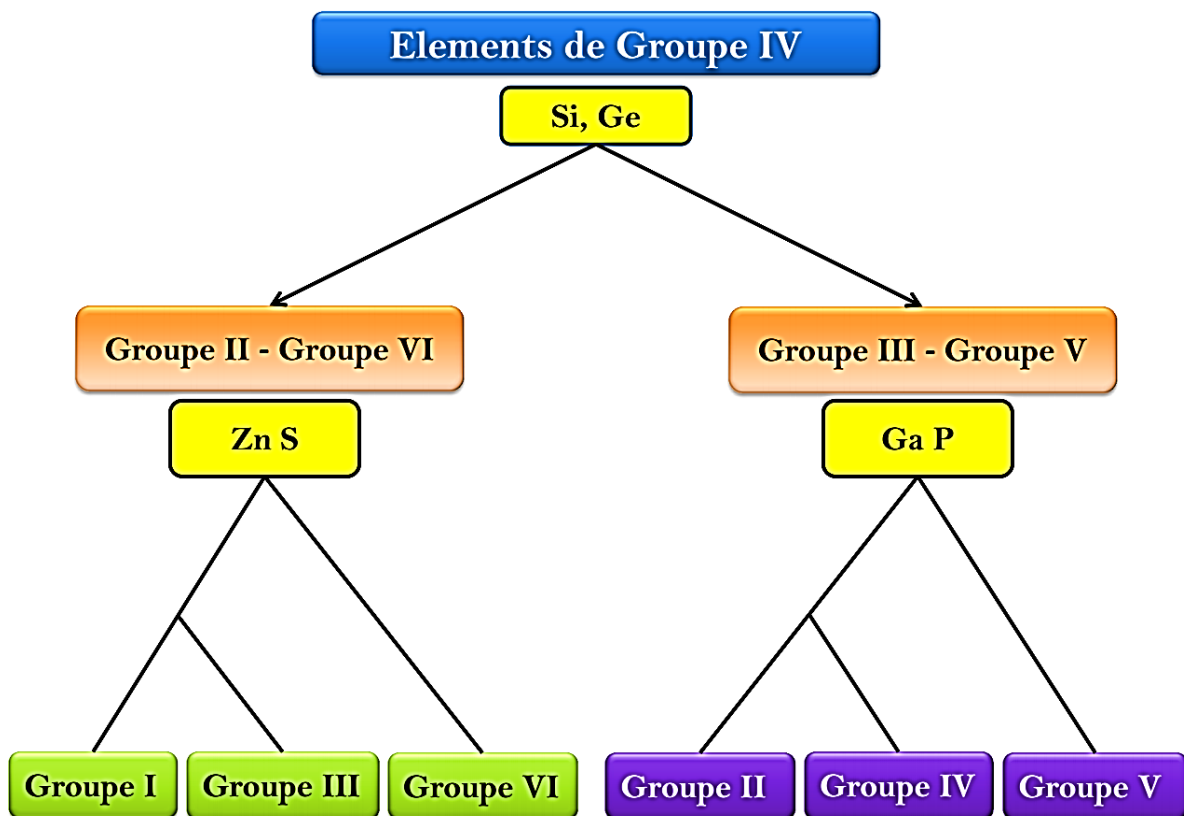 Elements de Groupe IV
Si, Ge
Groupe II - Groupe VI
Groupe III - Groupe V
Zn S
Ga P
Groupe I
Groupe III
Groupe VI
Groupe II
Groupe IV
Groupe V